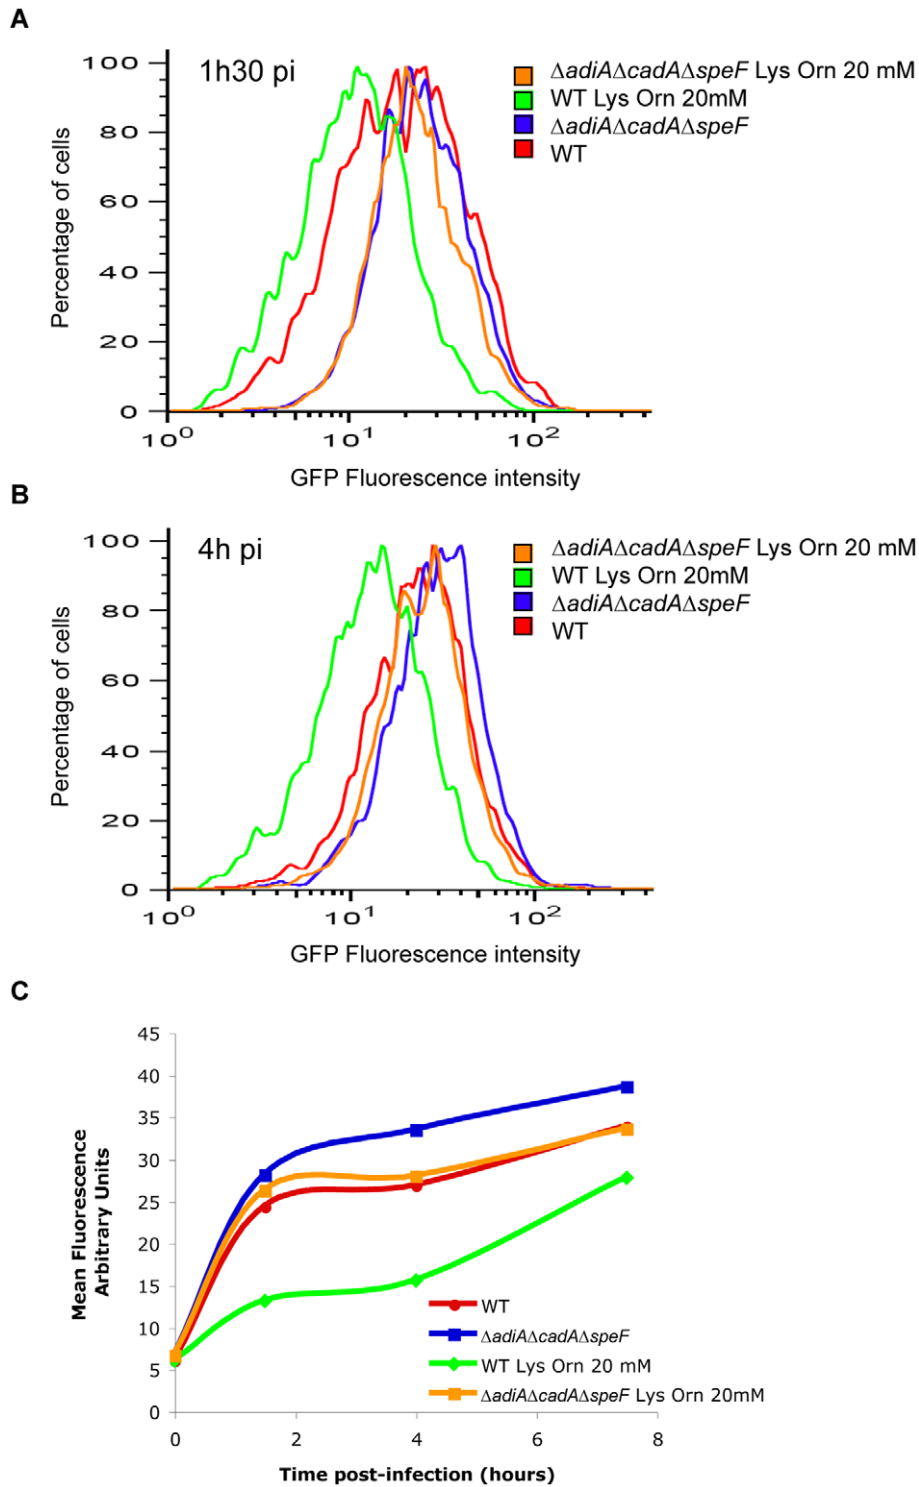 A
1h30 pi
ΔadiAΔcadAΔspeF Lys Orn 20 mM
WT Lys Orn 20mM
ΔadiAΔcadAΔspeF
WT
Percentage of cells
100
80
60
40
20
0
10⁰ 10¹ 10²
GFP Fluorescence intensity
B
4h pi
ΔadiAΔcadAΔspeF Lys Orn 20 mM
WT Lys Orn 20mM
ΔadiAΔcadAΔspeF
WT
Percentage of cells
100
80
60
40
20
0
10⁰ 10¹ 10²
GFP Fluorescence intensity
C
Mean Fluorescence
Arbitrary Units
45
40
35
30
25
20
15
10
5
0
WT
ΔadiAΔcadAΔspeF
WT Lys Orn 20 mM
ΔadiAΔcadAΔspeF Lys Orn 20mM
0 2 4 6 8
Time post-infection (hours)